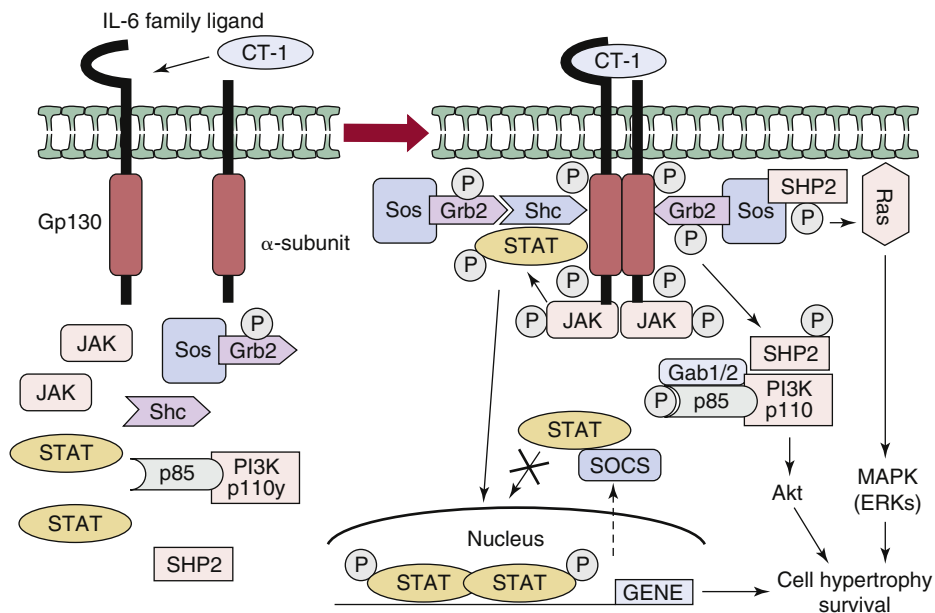 IL-6 family ligand
CT-1
Gp130
α-subunit
JAK
JAK
Sos
Grb2
P
Shc
STAT
STAT
p85
PI3K
p110y
SHP2
CT-1
Sos
Grb2
P
Shc
P
STAT
P
P
P
JAK
P
JAK
P
P
Grb2
P
Sos
SHP2
P
Ras
P
SHP2
Gab1/2
P
p85
PI3K
p110
STAT
SOCS
Akt
MAPK
(ERKs)
Nucleus
P
STAT
STAT
P
GENE
Cell hypertrophy
survival